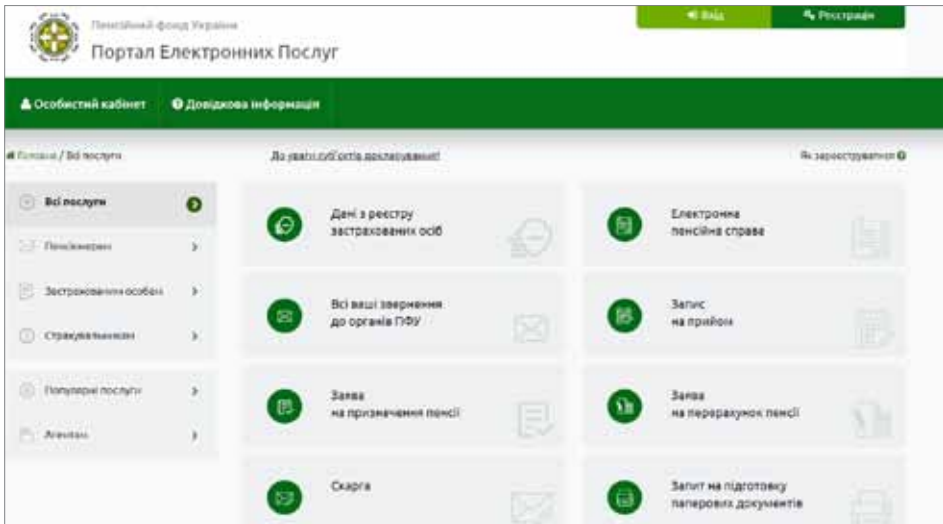 Пенсійний фонд України
Портал Електронних Послуг
Вхід
Реєстрація
Особистий кабінет
Довідкова інформація
Головна / Всі послуги
До уваги суб'єктів декларування!
Як зареєструватися
Всі послуги
Пенсіонерам
Застрахованим особам
Страхувальникам
Популярні послуги
Агентам
Дані з реєстру
застрахованих осіб
Електронна
пенсійна справа
Всі ваші звернення
до органів ПФУ
Запис
на прийом
Заява
на призначення пенсії
Заява
на перерахунок пенсії
Скарга
Запит на підготовку
паперових документів